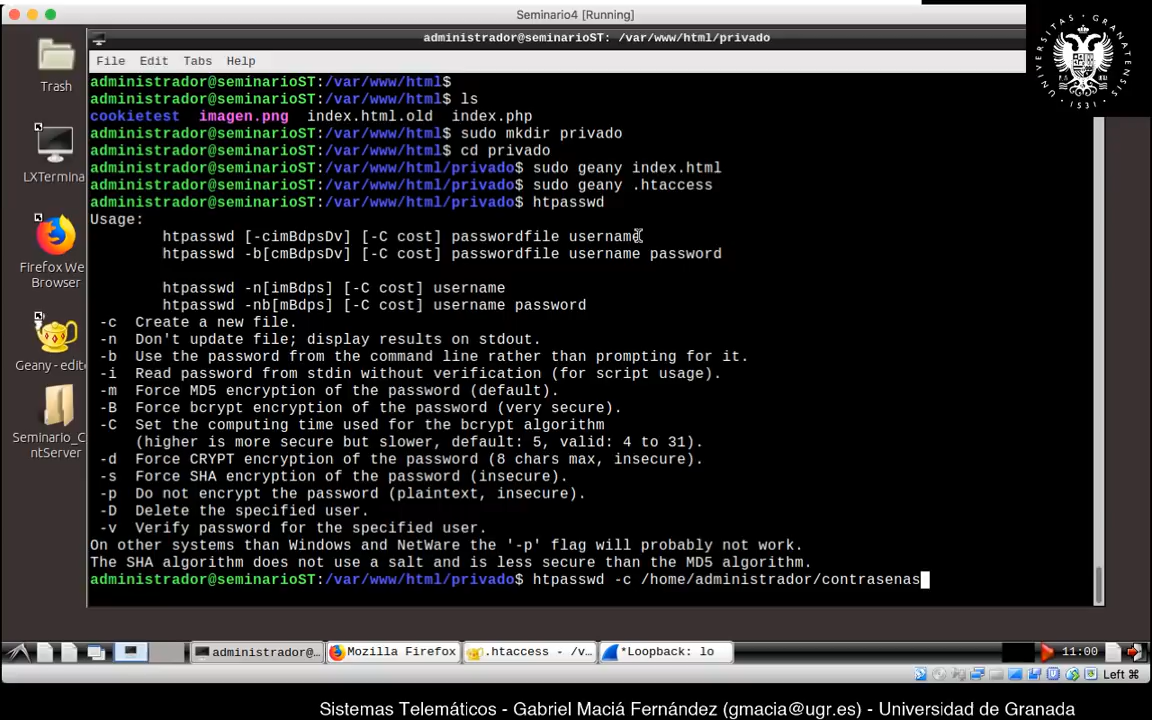 Seminario4 [Running]
administrador@seminarioST: /var/www/html/privado
File Edit Tabs Help
administrador@seminarioST:/var/www/html$
administrador@seminarioST:/var/www/html$ ls
cookietest imagen.png index.html.old index.php
administrador@seminarioST:/var/www/html$ sudo mkdir privado
administrador@seminarioST:/var/www/html$ cd privado
administrador@seminarioST:/var/www/html/privado$ sudo geany index.html
administrador@seminarioST:/var/www/html/privado$ sudo geany .htaccess
administrador@seminarioST:/var/www/html/privado$ htpasswd
Usage:
htpasswd [-cimBdpsDv] [-C cost] passwordfile username
htpasswd -b[cmBdpsDv] [-C cost] passwordfile username password
htpasswd -n[imBdps] [-C cost] username
htpasswd -nb[mBdps] [-C cost] username password
-c Create a new file.
-n Don't update file; display results on stdout.
-b Use the password from the command line rather than prompting for it.
-i Read password from stdin without verification (for script usage).
-m Force MD5 encryption of the password (default).
-B Force bcrypt encryption of the password (very secure).
-C Set the computing time used for the bcrypt algorithm
(higher is more secure but slower, default: 5, valid: 4 to 31).
-d Force CRYPT encryption of the password (8 chars max, insecure).
-s Force SHA encryption of the password (insecure).
-p Do not encrypt the password (plaintext, insecure).
-D Delete the specified user.
-v Verify password for the specified user.
On other systems than Windows and NetWare the '-p' flag will probably not work.
The SHA algorithm does not use a salt and is less secure than the MD5 algorithm.
administrador@seminarioST:/var/www/html/privado$ htpasswd -c /home/administrador/contrasenas
Trash
LXTermina
Firefox We
Browser
Geany - edit
Seminario_C
ntServer
administrador@...
Mozilla Firefox
.htaccess - /v...
*Loopback: lo
11:00
Left ⌘
UNIVERSITAS GRANATENSIS
1531
Sistemas Telemáticos - Gabriel Maciá Fernández (gmacia@ugr.es) - Universidad de Granada